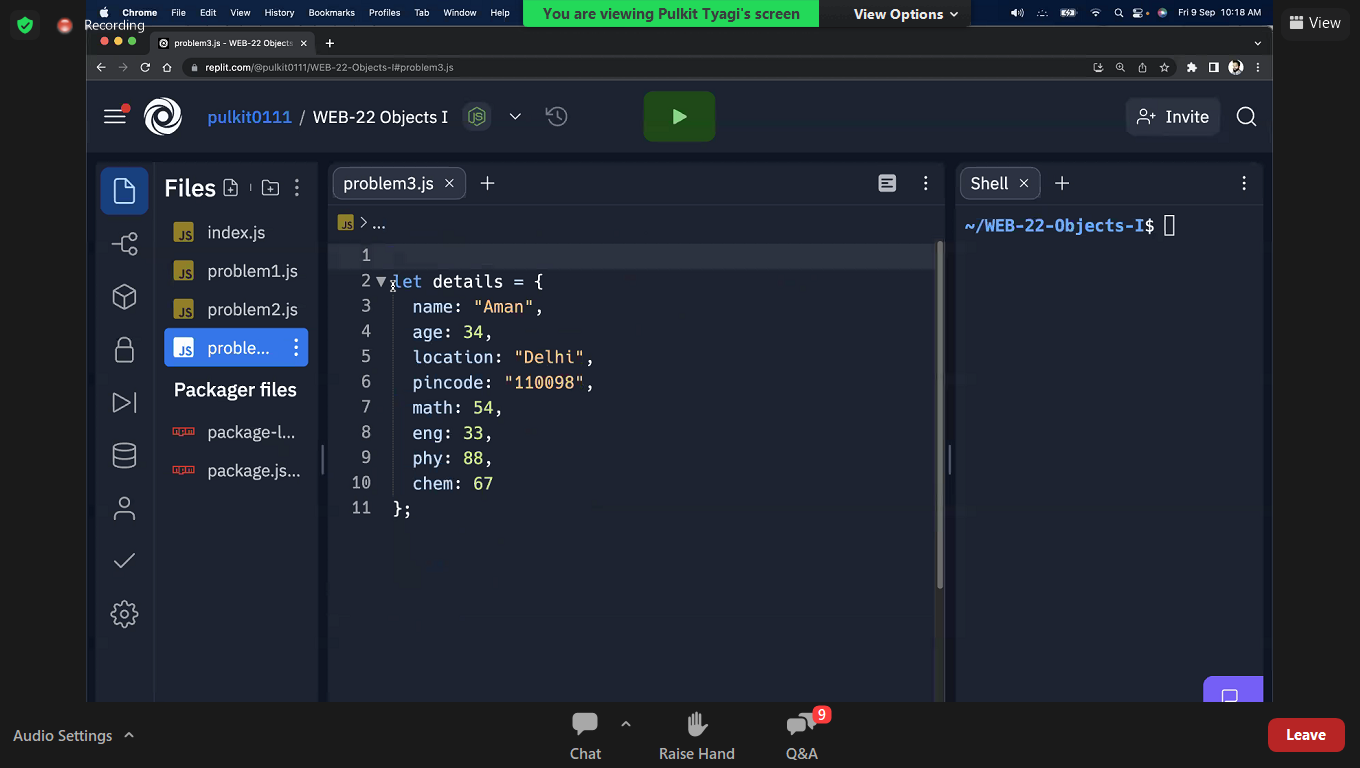 Chrome File Edit View History Bookmarks Profiles Tab Window Help
You are viewing Pulkit Tyagi's screen
View Options
Fri 9 Sep 10:18 AM
View
Recording
problem3.js - WEB-22 Objects
replit.com/@pulkit0111/WEB-22-Objects-I#problem3.js
pulkit0111 / WEB-22 Objects I
Invite
Files
index.js
problem1.js
problem2.js
proble...
Packager files
package-l...
package.js...
problem3.js
JS > ...
1
2 let details = {
3 name: "Aman",
4 age: 34,
5 location: "Delhi",
6 pincode: "110098",
7 math: 54,
8 eng: 33,
9 phy: 88,
10 chem: 67
11 };
Shell
~/WEB-22-Objects-I$
Audio Settings
Chat
Raise Hand
9
Q&A
Leave